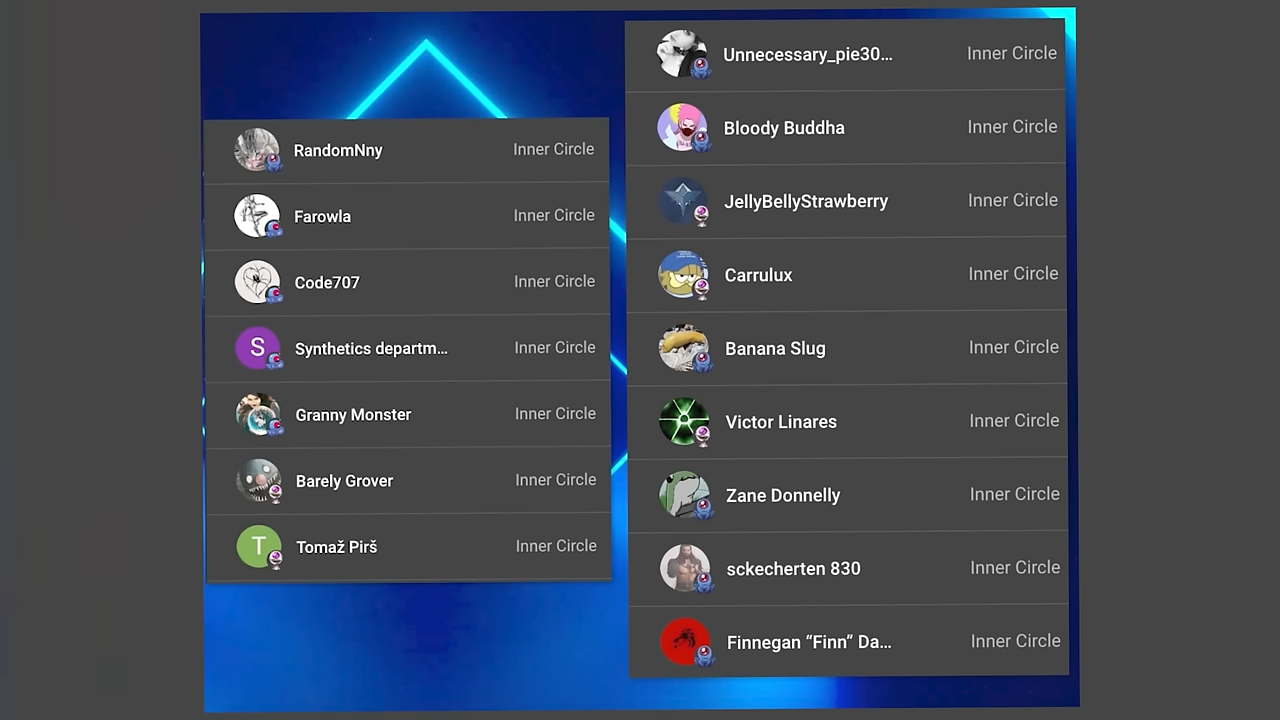 RandomNny Inner Circle
Farowla Inner Circle
Code707 Inner Circle
S Synthetics departm... Inner Circle
Granny Monster Inner Circle
Barely Grover Inner Circle
T Tomaž Pirš Inner Circle
Unnecessary_pie30... Inner Circle
Bloody Buddha Inner Circle
JellyBellyStrawberry Inner Circle
Carrulux Inner Circle
Banana Slug Inner Circle
Victor Linares Inner Circle
Zane Donnelly Inner Circle
sckecherten 830 Inner Circle
Finnegan “Finn” Da... Inner Circle